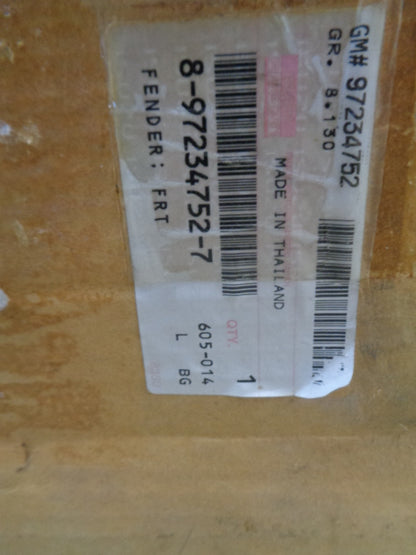 GM# 97234752
GR. 8.130
MADE IN THAILAND
8-97234752-7
FENDER; FRT
QTY. 1
605-014
L BG